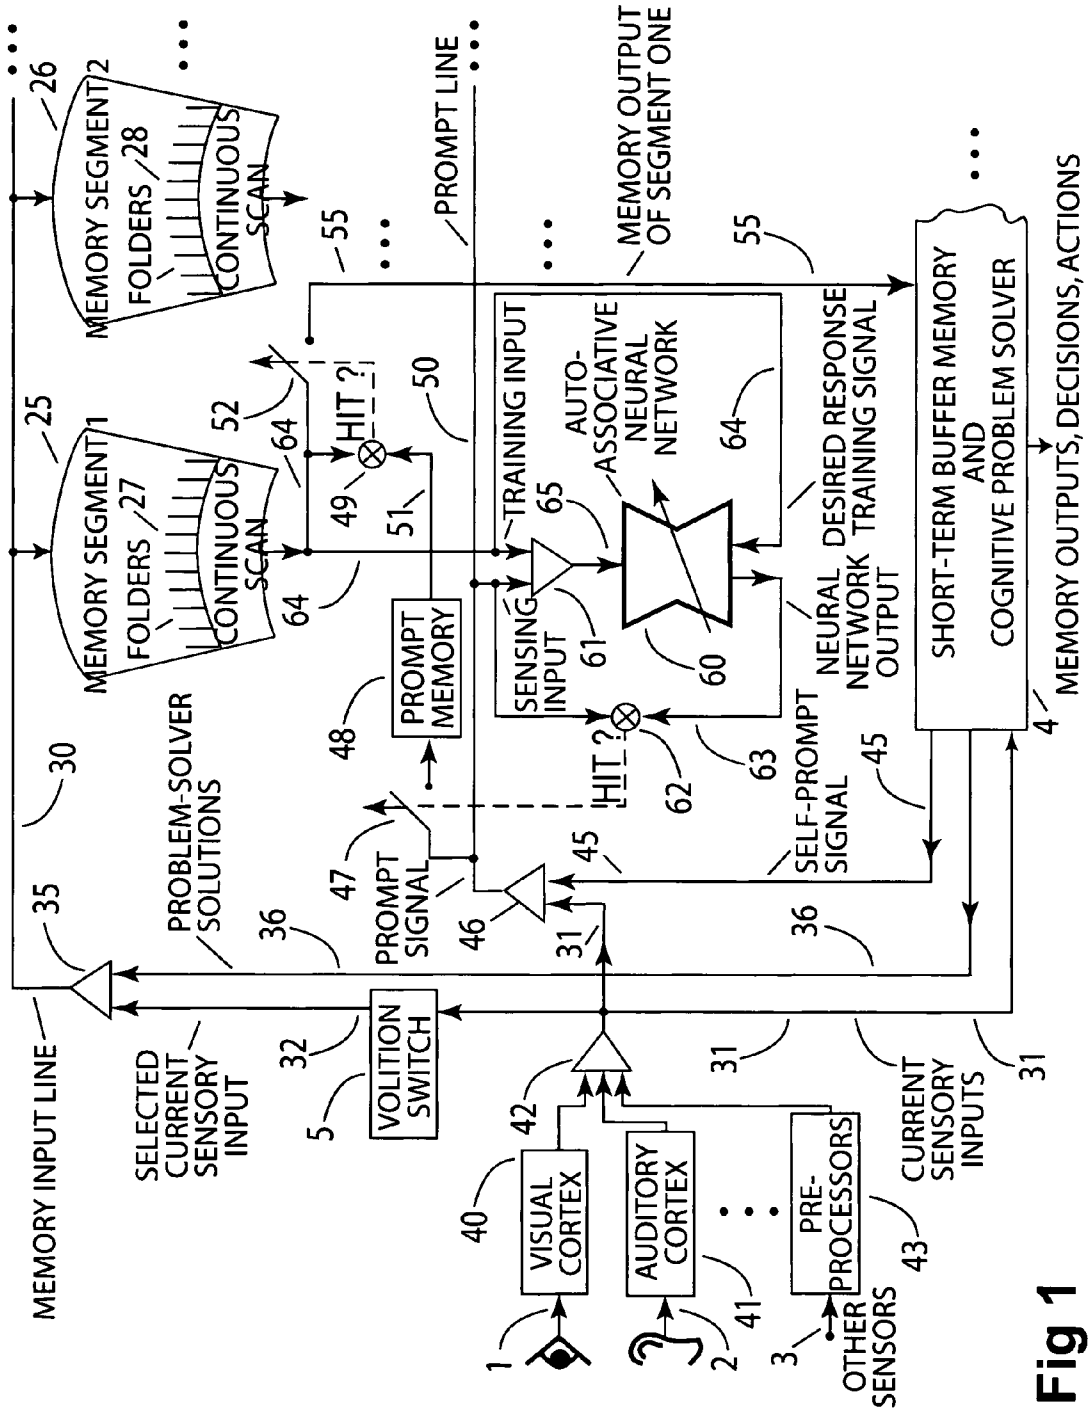 MEMORY INPUT LINE
30
35
PROBLEM-SOLVER
SOLUTIONS
36
SELECTED
CURRENT
SENSORY
INPUT
32
5
VOLITION
SWITCH
25
MEMORY SEGMENT 1
FOLDERS
27
CONTINUOUS
SCAN
64
26
MEMORY SEGMENT 2
FOLDERS
28
CONTINUOUS
SCAN
52
64
55
HIT ?
49
51
50
PROMPT LINE
47
48
PROMPT
MEMORY
PROMPT
SIGNAL
46
31
45
SENSING
INPUT
61
TRAINING INPUT
65
AUTO-
ASSOCIATIVE
NEURAL
NETWORK
60
64
MEMORY OUTPUT
OF SEGMENT ONE
55
HIT ?
62
63
SELF-PROMPT
SIGNAL
45
NEURAL
NETWORK
OUTPUT
DESIRED RESPONSE
TRAINING SIGNAL
SHORT-TERM BUFFER MEMORY
AND
COGNITIVE PROBLEM SOLVER
4
MEMORY OUTPUTS, DECISIONS, ACTIONS
1
40
VISUAL
CORTEX
42
2
AUDITORY
CORTEX
41
3
OTHER
SENSORS
PRE-
PROCESSORS
43
31
36
CURRENT
SENSORY
INPUTS
31
Fig 1